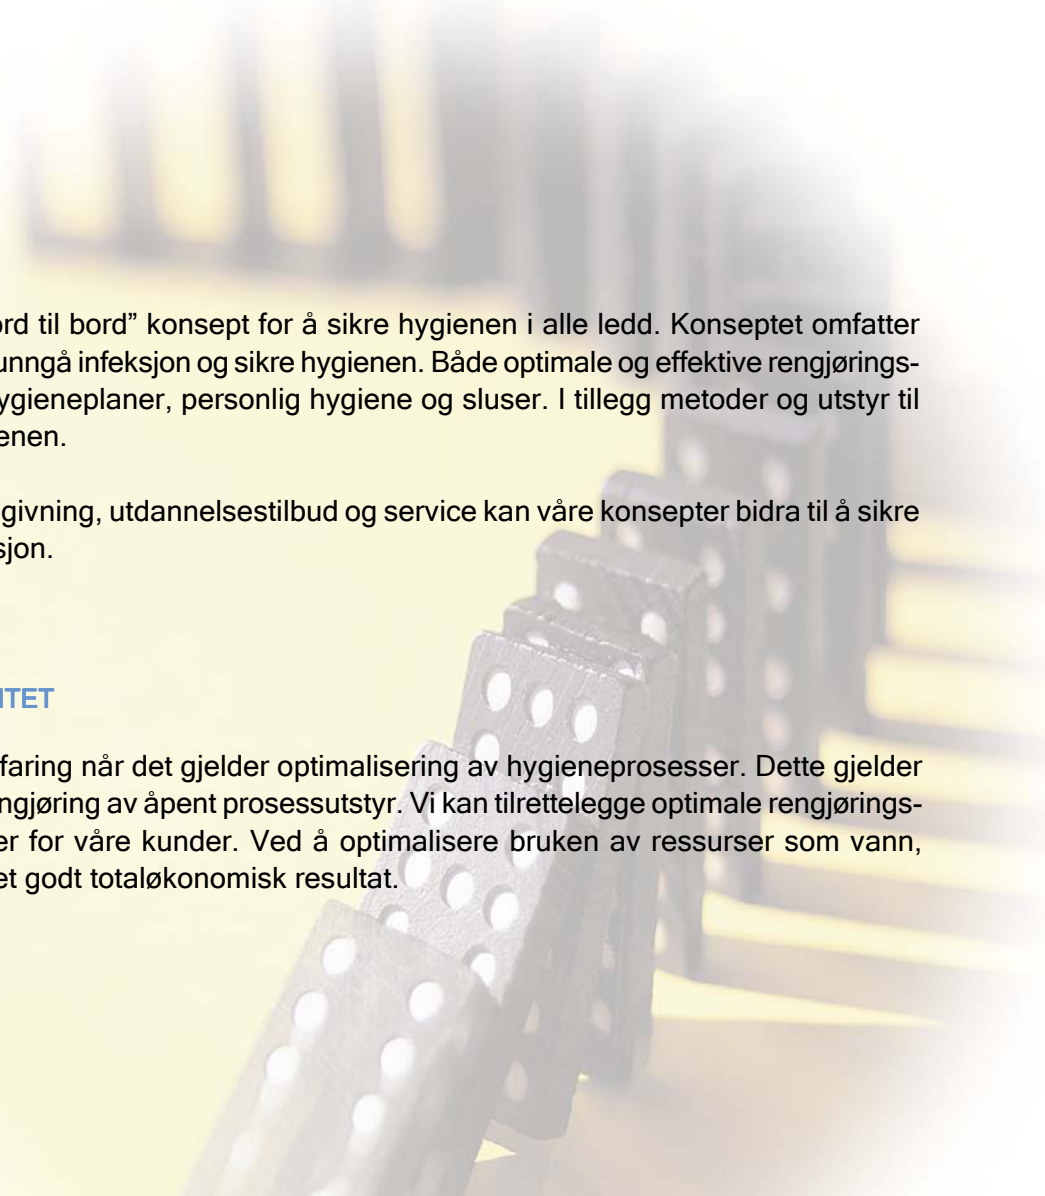 ord til bord” konsept for å sikre hygienen i alle ledd. Konseptet omfatter
unngå infeksjon og sikre hygienen. Både optimale og effektive rengjørings-
ygieneplaner, personlig hygiene og sluser. I tillegg metoder og utstyr til
enen.
givning, utdannelsestilbud og service kan våre konsepter bidra til å sikre
sjon.
ITET
faring når det gjelder optimalisering av hygieneprosesser. Dette gjelder
engjøring av åpent prosessutstyr. Vi kan tilrettelegge optimale rengjørings-
er for våre kunder. Ved å optimalisere bruken av ressurser som vann,
et godt totaløkonomisk resultat.